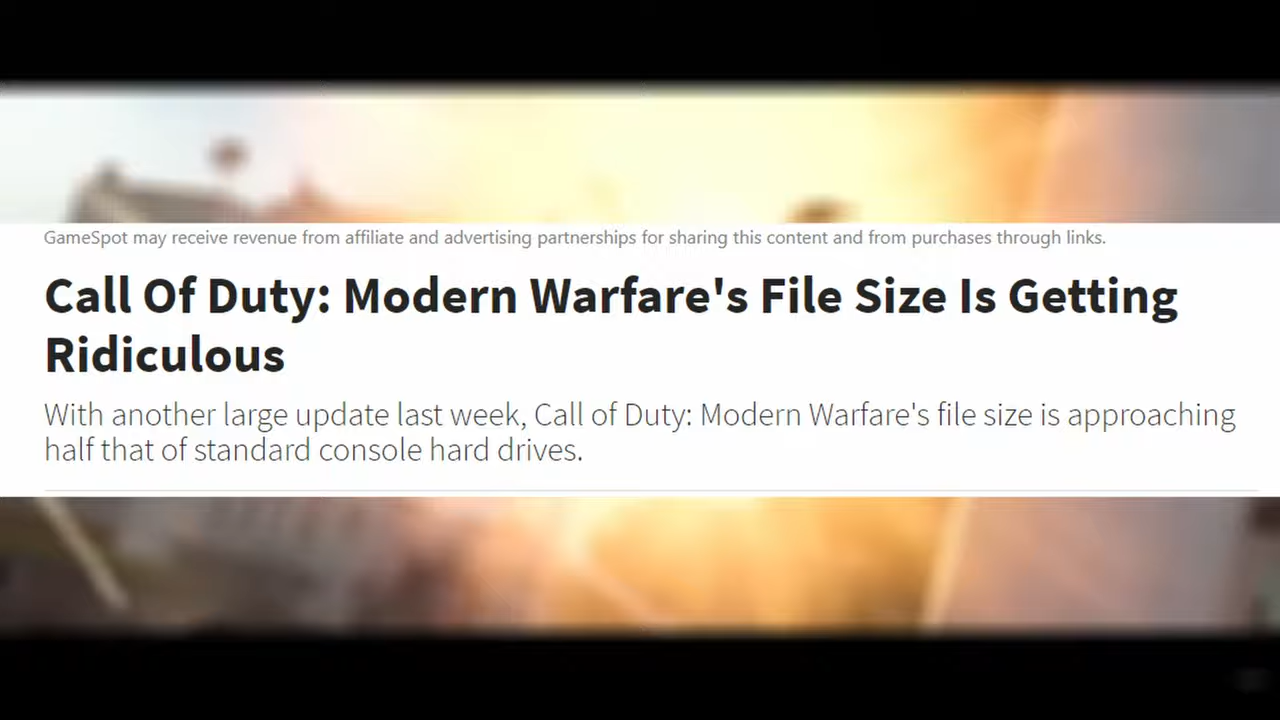 GameSpot may receive revenue from affiliate and advertising partnerships for sharing this content and from purchases through links.
Call Of Duty: Modern Warfare's File Size Is Getting
Ridiculous
With another large update last week, Call of Duty: Modern Warfare's file size is approaching
half that of standard console hard drives.